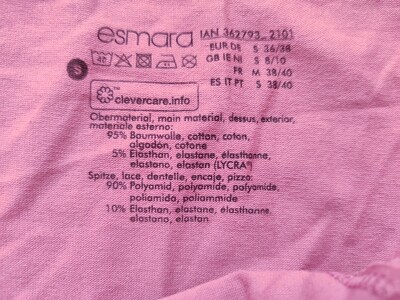 esmara
IAN 362793_2101
EUR DE S 36/38
GB IE NI S 8/10
FR M 38/40
ES IT PT S 38/40
S
clevercare.info
Obermaterial, main material, dessus, exterior,
materiale esterno:
95% Baumwolle, cotton, coton,
algodón, cotone
5% Elasthan, elastane, élasthanne,
elastano, elastan (LYCRA®)
Spitze, lace, dentelle, encaje, pizzo:
90% Polyamid, polyamide, polyamide,
poliamida, poliammide
10% Elasthan, elastane, élasthanne,
elastano, elastan